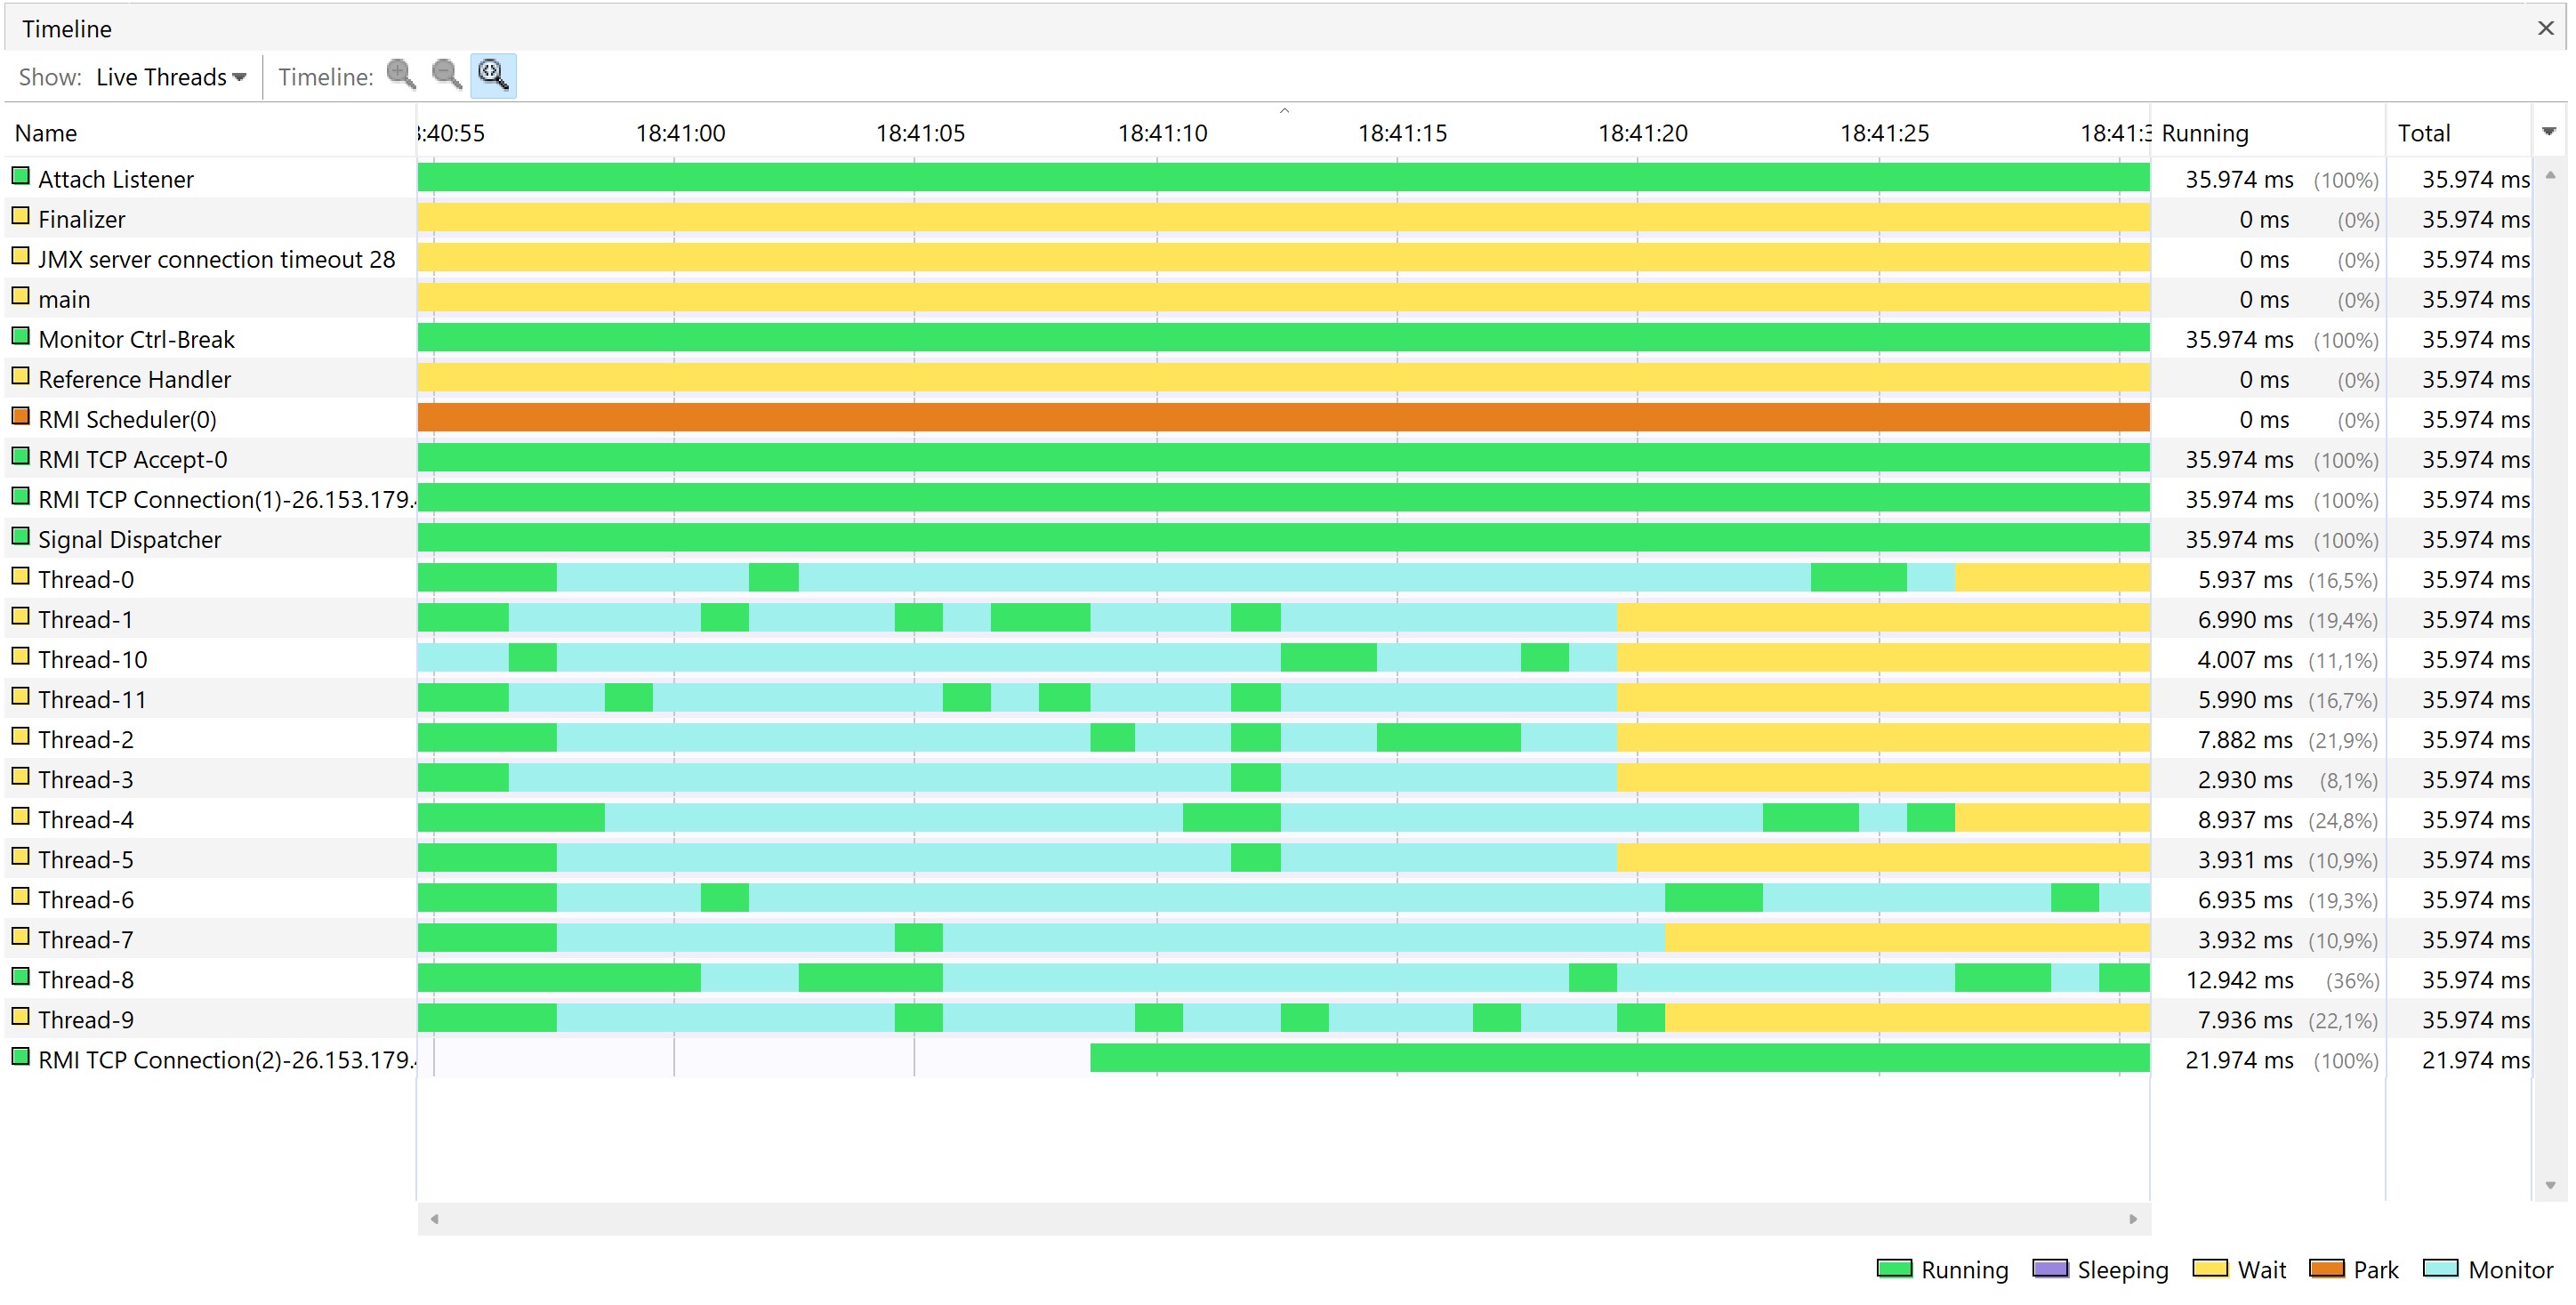 Timeline
Show: Live Threads Timeline:
Name :40:55 18:41:00 18:41:05 18:41:10 18:41:15 18:41:20 18:41:25 18:41:3 Running Total
Attach Listener 35.974 ms (100%) 35.974 ms
Finalizer 0 ms (0%) 35.974 ms
JMX server connection timeout 28 0 ms (0%) 35.974 ms
main 0 ms (0%) 35.974 ms
Monitor Ctrl-Break 35.974 ms (100%) 35.974 ms
Reference Handler 0 ms (0%) 35.974 ms
RMI Scheduler(0) 0 ms (0%) 35.974 ms
RMI TCP Accept-0 35.974 ms (100%) 35.974 ms
RMI TCP Connection(1)-26.153.179. 35.974 ms (100%) 35.974 ms
Signal Dispatcher 35.974 ms (100%) 35.974 ms
Thread-0 5.937 ms (16,5%) 35.974 ms
Thread-1 6.990 ms (19,4%) 35.974 ms
Thread-10 4.007 ms (11,1%) 35.974 ms
Thread-11 5.990 ms (16,7%) 35.974 ms
Thread-2 7.882 ms (21,9%) 35.974 ms
Thread-3 2.930 ms (8,1%) 35.974 ms
Thread-4 8.937 ms (24,8%) 35.974 ms
Thread-5 3.931 ms (10,9%) 35.974 ms
Thread-6 6.935 ms (19,3%) 35.974 ms
Thread-7 3.932 ms (10,9%) 35.974 ms
Thread-8 12.942 ms (36%) 35.974 ms
Thread-9 7.936 ms (22,1%) 35.974 ms
RMI TCP Connection(2)-26.153.179. 21.974 ms (100%) 21.974 ms
Running Sleeping Wait Park Monitor